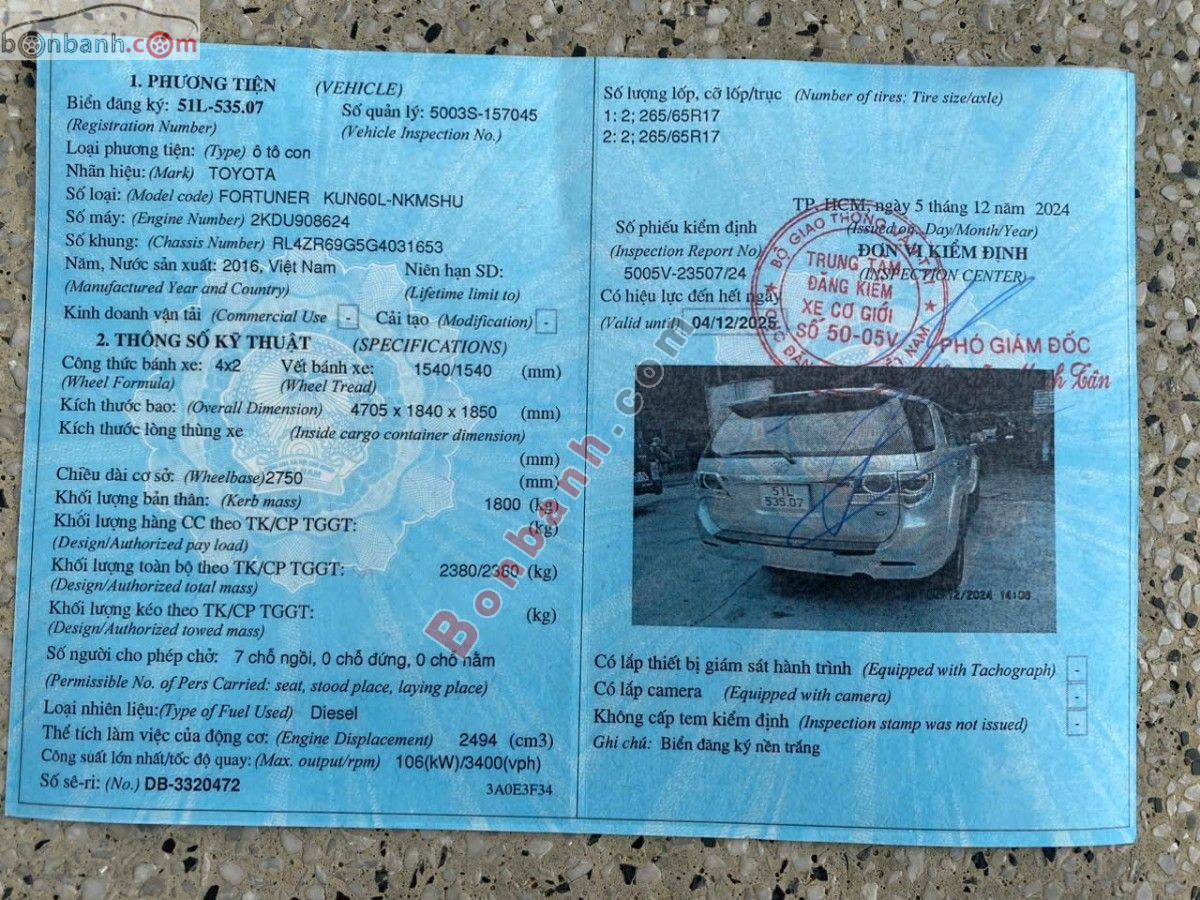 bonbanh.com
1. PHƯƠNG TIỆN (VEHICLE)
Biển đăng ký: 51L-535.07 Số quản lý: 5003S-157045
(Registration Number) (Vehicle Inspection No.)
Loại phương tiện: (Type) ô tô con
Nhãn hiệu: (Mark) TOYOTA
Số loại: (Model code) FORTUNER KUN60L-NKMSHU
Số máy: (Engine Number) 2KDU908624
Số khung: (Chassis Number) RL4ZR69G5G4031653
Năm, Nước sản xuất: 2016, Việt Nam Niên hạn SD:
(Manufactured Year and Country) (Lifetime limit to)
Kinh doanh vận tải (Commercial Use - Cải tạo (Modification) -
2. THÔNG SỐ KỸ THUẬT (SPECIFICATIONS)
Công thức bánh xe: 4x2 Vết bánh xe: 1540/1540 (mm)
(Wheel Formula) (Wheel Tread)
Kích thước bao: (Overall Dimension) 4705 x 1840 x 1850 (mm)
Kích thước lòng thùng xe (Inside cargo container dimension)
(mm)
Chiều dài cơ sở: (Wheelbase)2750 (mm)
Khối lượng bản thân: (Kerb mass) 1800 (kg)
Khối lượng hàng CC theo TK/CP TGGT: (kg)
(Design/Authorized pay load)
Khối lượng toàn bộ theo TK/CP TGGT: 2380/2380 (kg)
(Design/Authorized total mass)
Khối lượng kéo theo TK/CP TGGT: (kg)
(Design/Authorized towed mass)
Số người cho phép chở: 7 chỗ ngồi, 0 chỗ đứng, 0 chỗ nằm
(Permissible No. of Pers Carried: seat, stood place, laying place)
Loại nhiên liệu:(Type of Fuel Used) Diesel
Thể tích làm việc của động cơ: (Engine Displacement) 2494 (cm3)
Công suất lớn nhất/tốc độ quay: (Max. output/rpm) 106(kW)/3400(vph)
Số sê-ri: (No.) DB-3320472 3A0E3F34
Số lượng lốp, cỡ lốp/trục (Number of tires; Tire size/axle)
1: 2; 265/65R17
2: 2; 265/65R17
TP. HCM, ngày 5 tháng 12 năm 2024
Số phiếu kiểm định (Issued on: Day/Month/Year)
(Inspection Report No) ĐƠN VỊ KIỂM ĐỊNH
5005V-23507/24 (INSPECTION CENTER)
Có hiệu lực đến hết ngày
(Valid until) 04/12/2025
BỘ GIAO THÔNG VẬN TẢI
TRUNG TÂM
ĐĂNG KIỂM
XE CƠ GIỚI
SỐ 50-05V
PHÓ GIÁM ĐỐC
Tân
51L
535.07
12/2024 14:08
Bonbanh.com
Có lắp thiết bị giám sát hành trình (Equipped with Tachograph) -
Có lắp camera (Equipped with camera) -
Không cấp tem kiểm định (Inspection stamp was not issued) -
Ghi chú: Biển đăng ký nền trắng